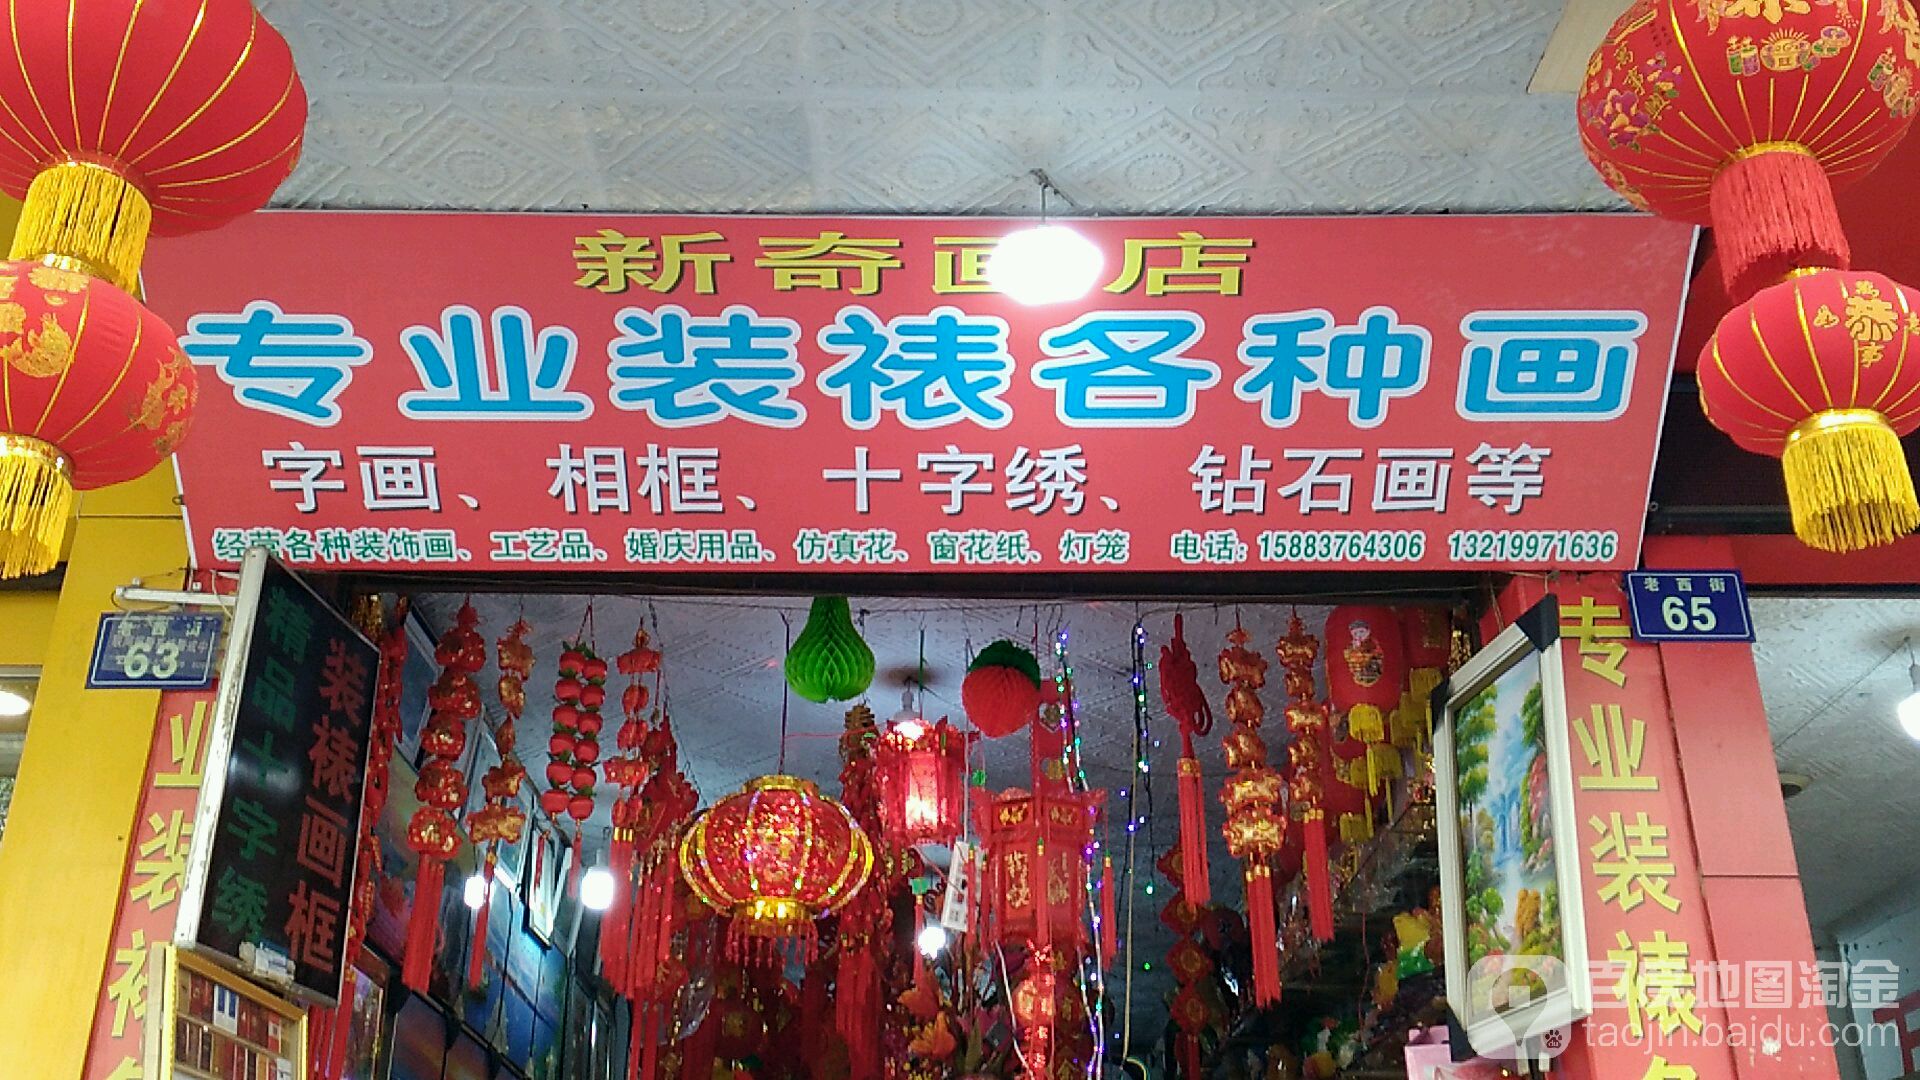 新奇画店
专业装裱各种画
字画、相框、十字绣、钻石画等
经营各种装饰画、工艺品、婚庆用品、仿真花、窗花纸、灯笼 电话:15883764306 13219971636
63
老西街
65
精品十字绣
装裱画框
业装裱
专业装裱
百度地图淘金
taojin.baidu.com